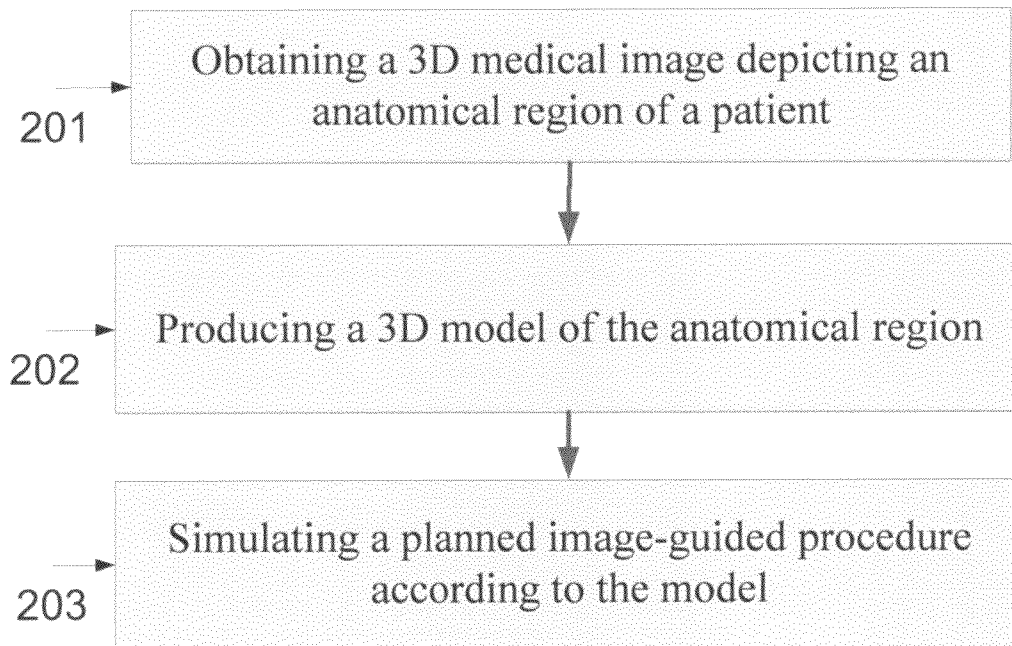 Obtaining a 3D medical image depicting an
anatomical region of a patient
201
Producing a 3D model of the anatomical region
202
Simulating a planned image-guided procedure
according to the model
203